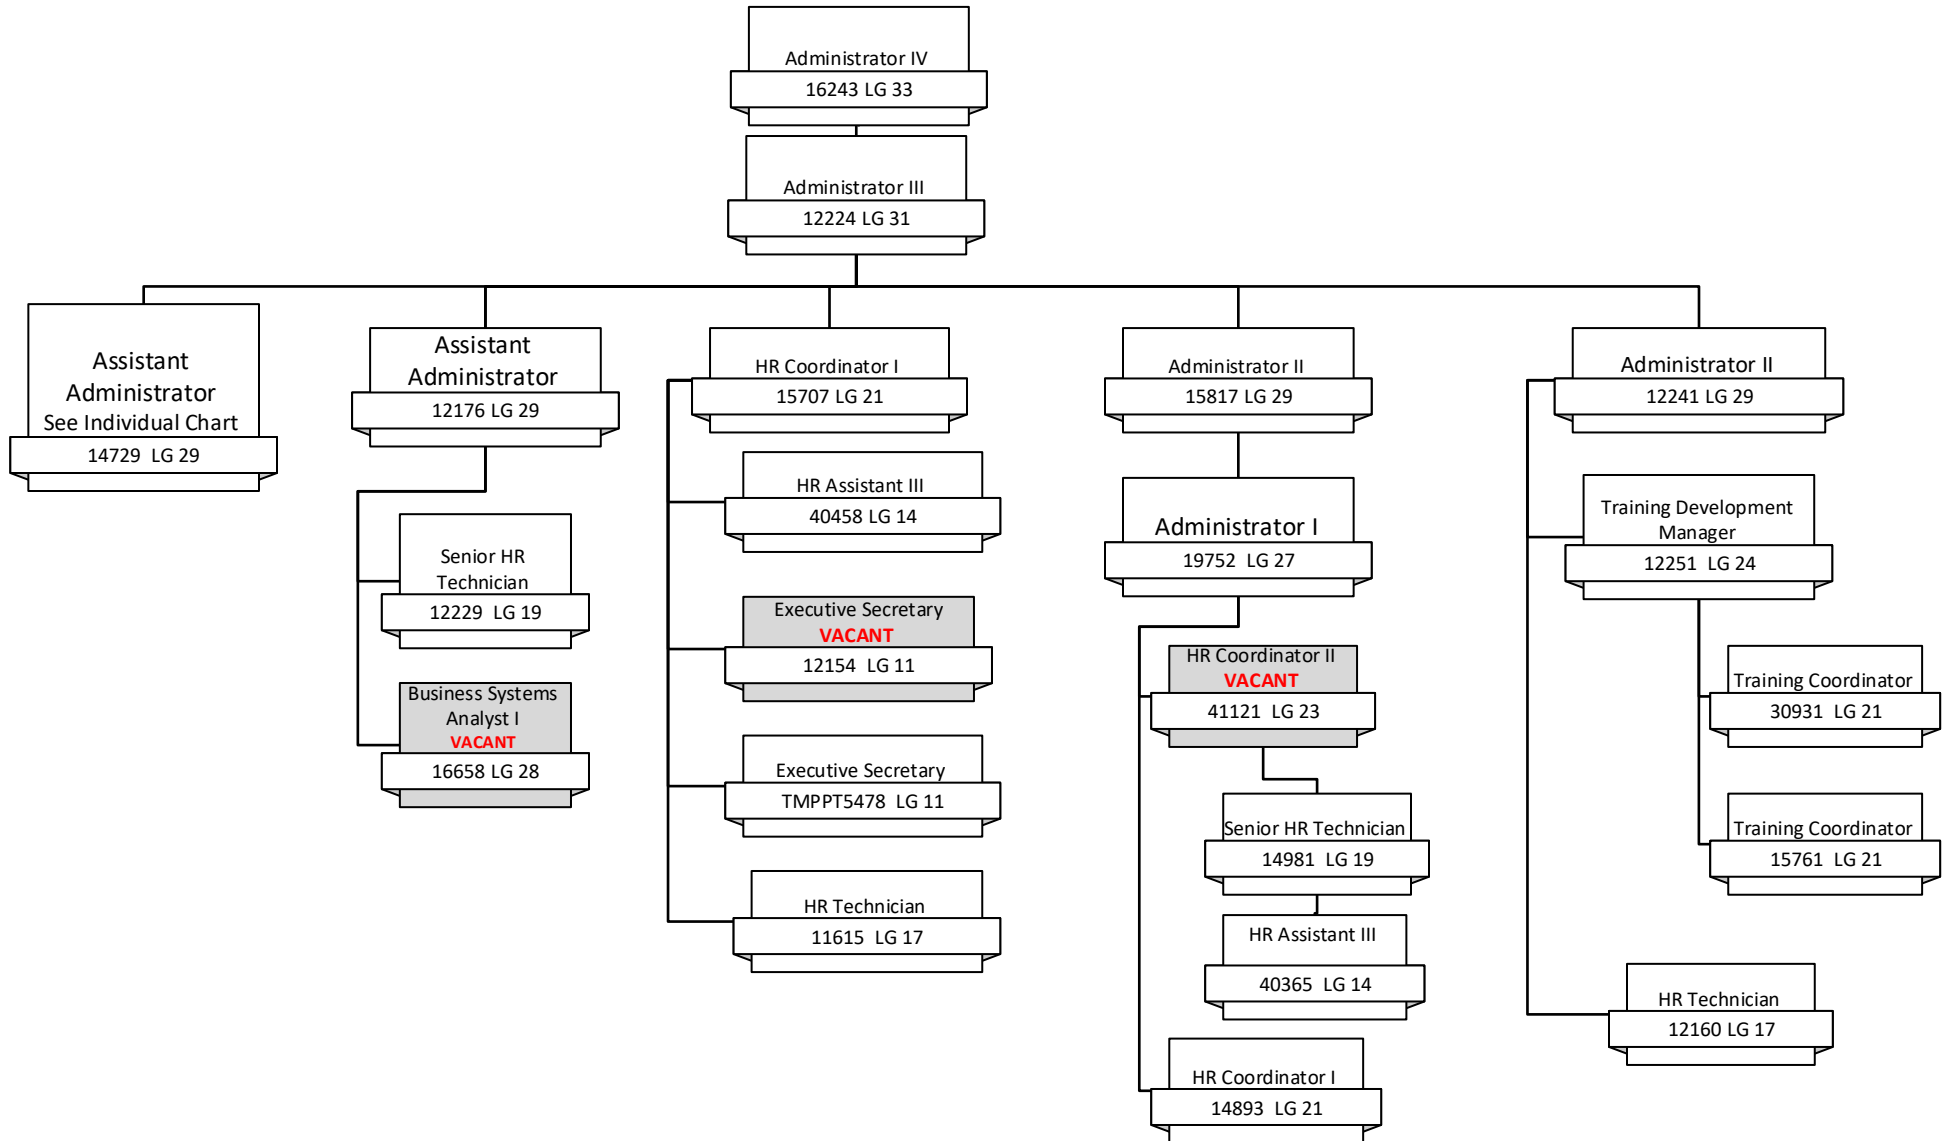 Administrator IV
16243 LG 33
Administrator III
12224 LG 31
Assistant
Administrator
See Individual Chart
14729  LG 29
Assistant
Administrator
12176 LG 29
Senior HR
Technician
12229  LG 19
Business Systems
Analyst I
VACANT
16658 LG 28
HR Coordinator I
15707 LG 21
HR Assistant III
40458 LG 14
Executive Secretary
VACANT
12154  LG 11
Executive Secretary
TMPPT5478  LG 11
HR Technician
11615  LG 17
Administrator II
15817 LG 29
Administrator I
19752  LG 27
HR Coordinator II
VACANT
41121  LG 23
Senior HR Technician
14981  LG 19
HR Assistant III
40365  LG 14
HR Coordinator I
14893  LG 21
Administrator II
12241 LG 29
Training Development
Manager
12251  LG 24
Training Coordinator
30931  LG 21
Training Coordinator
15761  LG 21
HR Technician
12160 LG 17